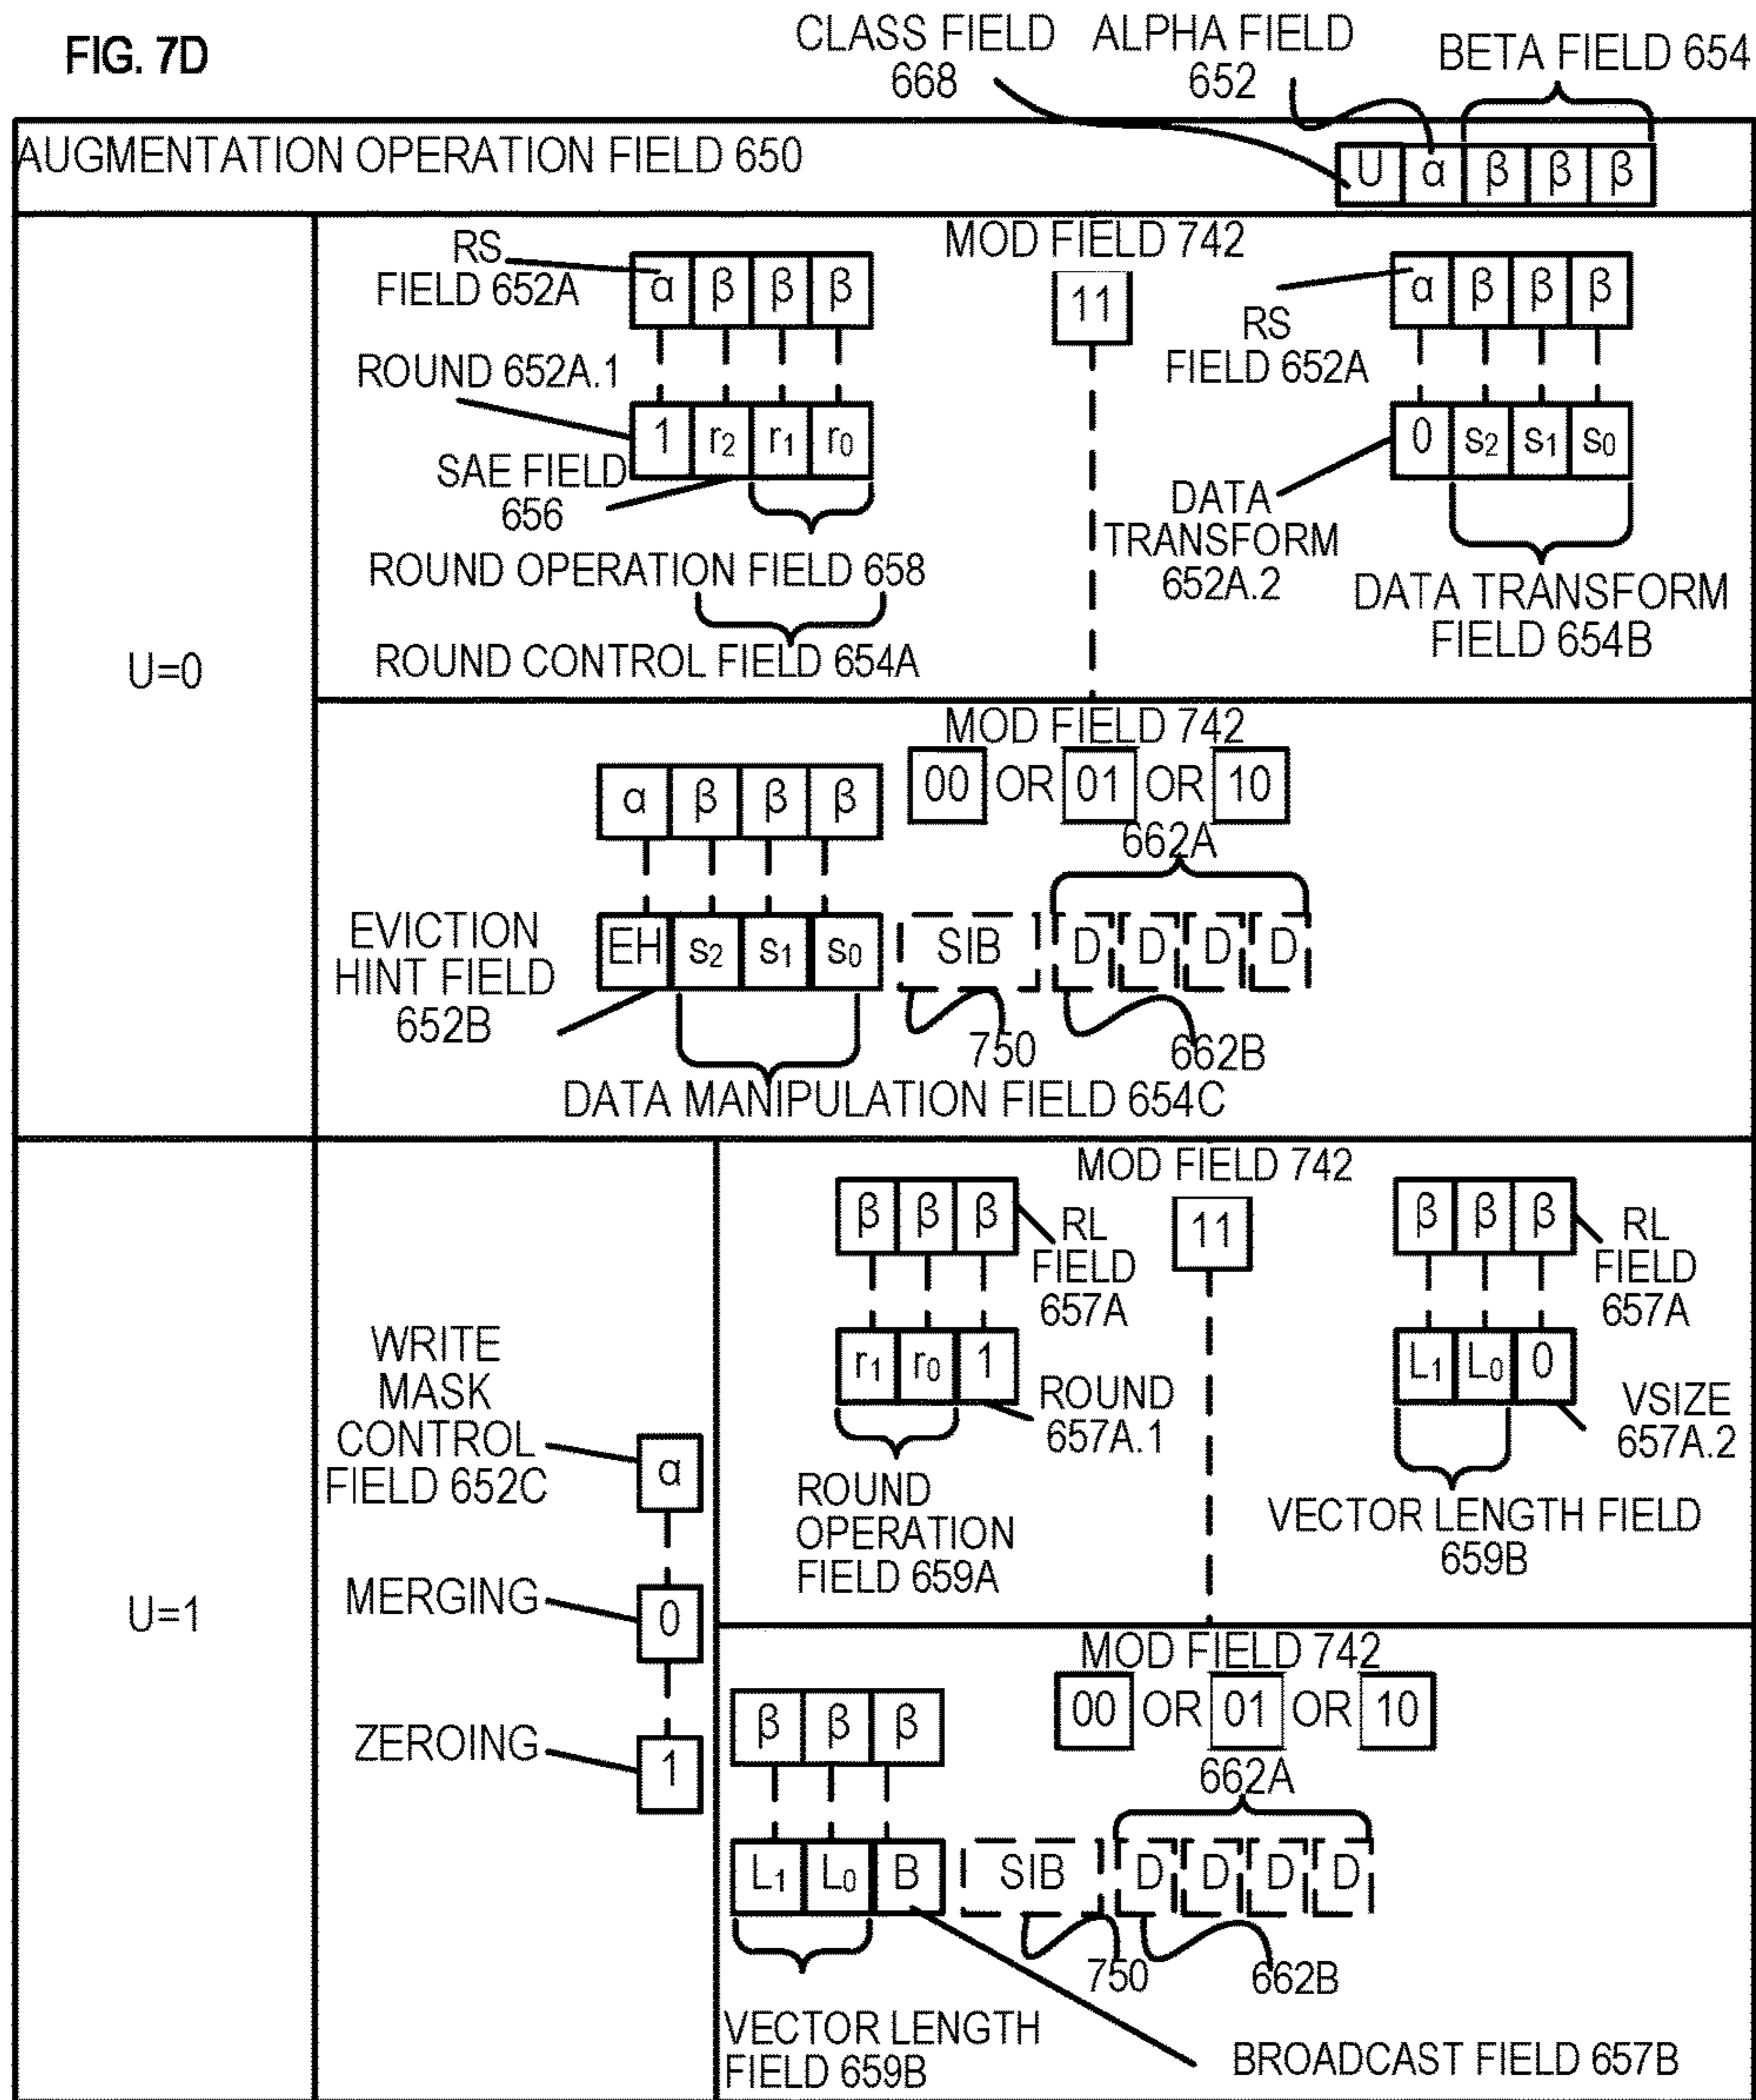 FIG. 7D
CLASS FIELD
668
ALPHA FIELD
652
BETA FIELD 654
AUGMENTATION OPERATION FIELD 650
U α β β β
U=0
MOD FIELD 742
11
RS
FIELD 652A
α β β β
ROUND 652A.1
1 r2 r1 r0
SAE FIELD
656
ROUND OPERATION FIELD 658
ROUND CONTROL FIELD 654A
α β β β
RS
FIELD 652A
0 s2 s1 s0
DATA
TRANSFORM
652A.2
DATA TRANSFORM
FIELD 654B
MOD FIELD 742
00 OR 01 OR 10
α β β β
662A
EVICTION
HINT FIELD
652B
EH s2 s1 s0 SIB D D D D
750
662B
DATA MANIPULATION FIELD 654C
U=1
WRITE
MASK
CONTROL
FIELD 652C
α
MERGING
0
ZEROING
1
MOD FIELD 742
11
β β β
RL
FIELD
657A
r1 r0 1
ROUND
657A.1
ROUND
OPERATION
FIELD 659A
β β β
RL
FIELD
657A
L1 L0 0
VSIZE
657A.2
VECTOR LENGTH FIELD
659B
MOD FIELD 742
00 OR 01 OR 10
β β β
662A
L1 L0 B SIB D D D D
750
662B
VECTOR LENGTH
FIELD 659B
BROADCAST FIELD 657B